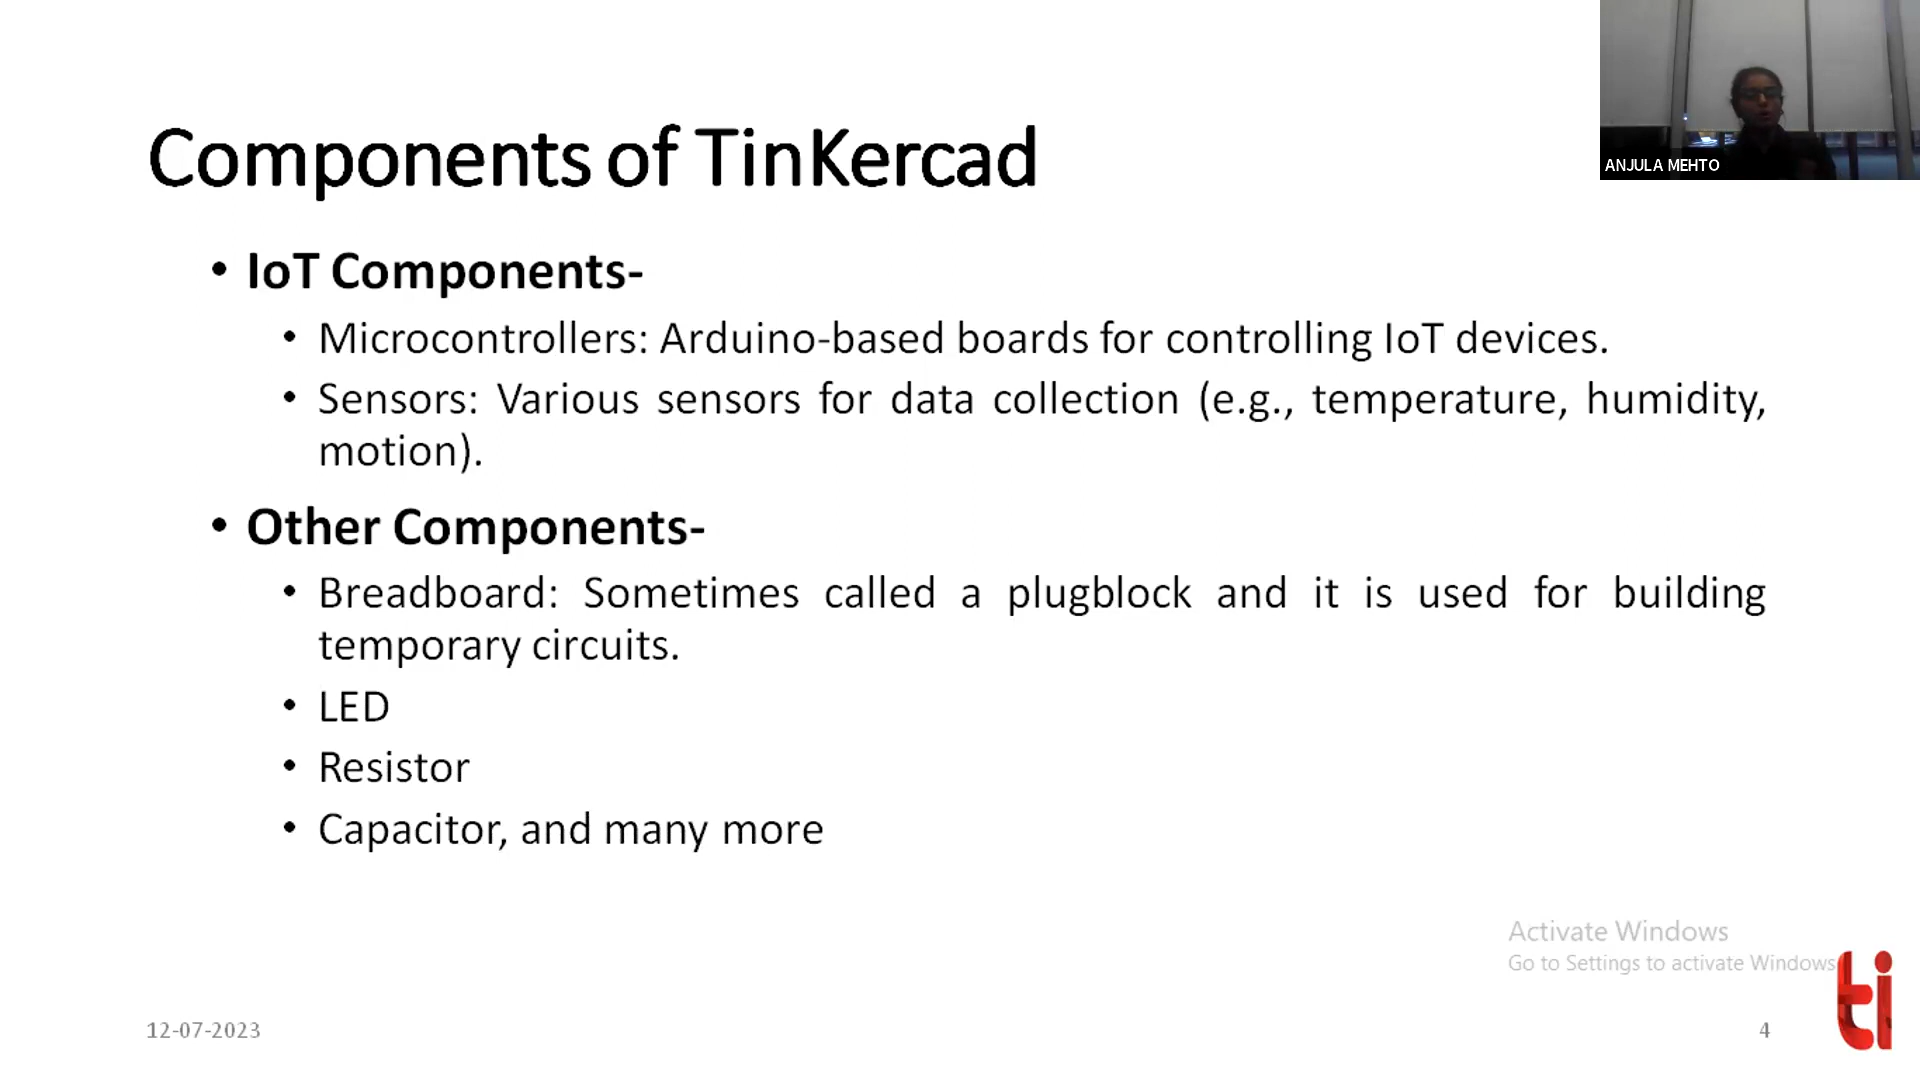 ANJULA MEHTO
Components of TinKercad
• IoT Components-
• Microcontrollers: Arduino-based boards for controlling IoT devices.
• Sensors: Various sensors for data collection (e.g., temperature, humidity,
motion).
• Other Components-
• Breadboard: Sometimes called a plugblock and it is used for building
temporary circuits.
• LED
• Resistor
• Capacitor, and many more
Activate Windows
Go to Settings to activate Windows
ti
12-07-2023
4